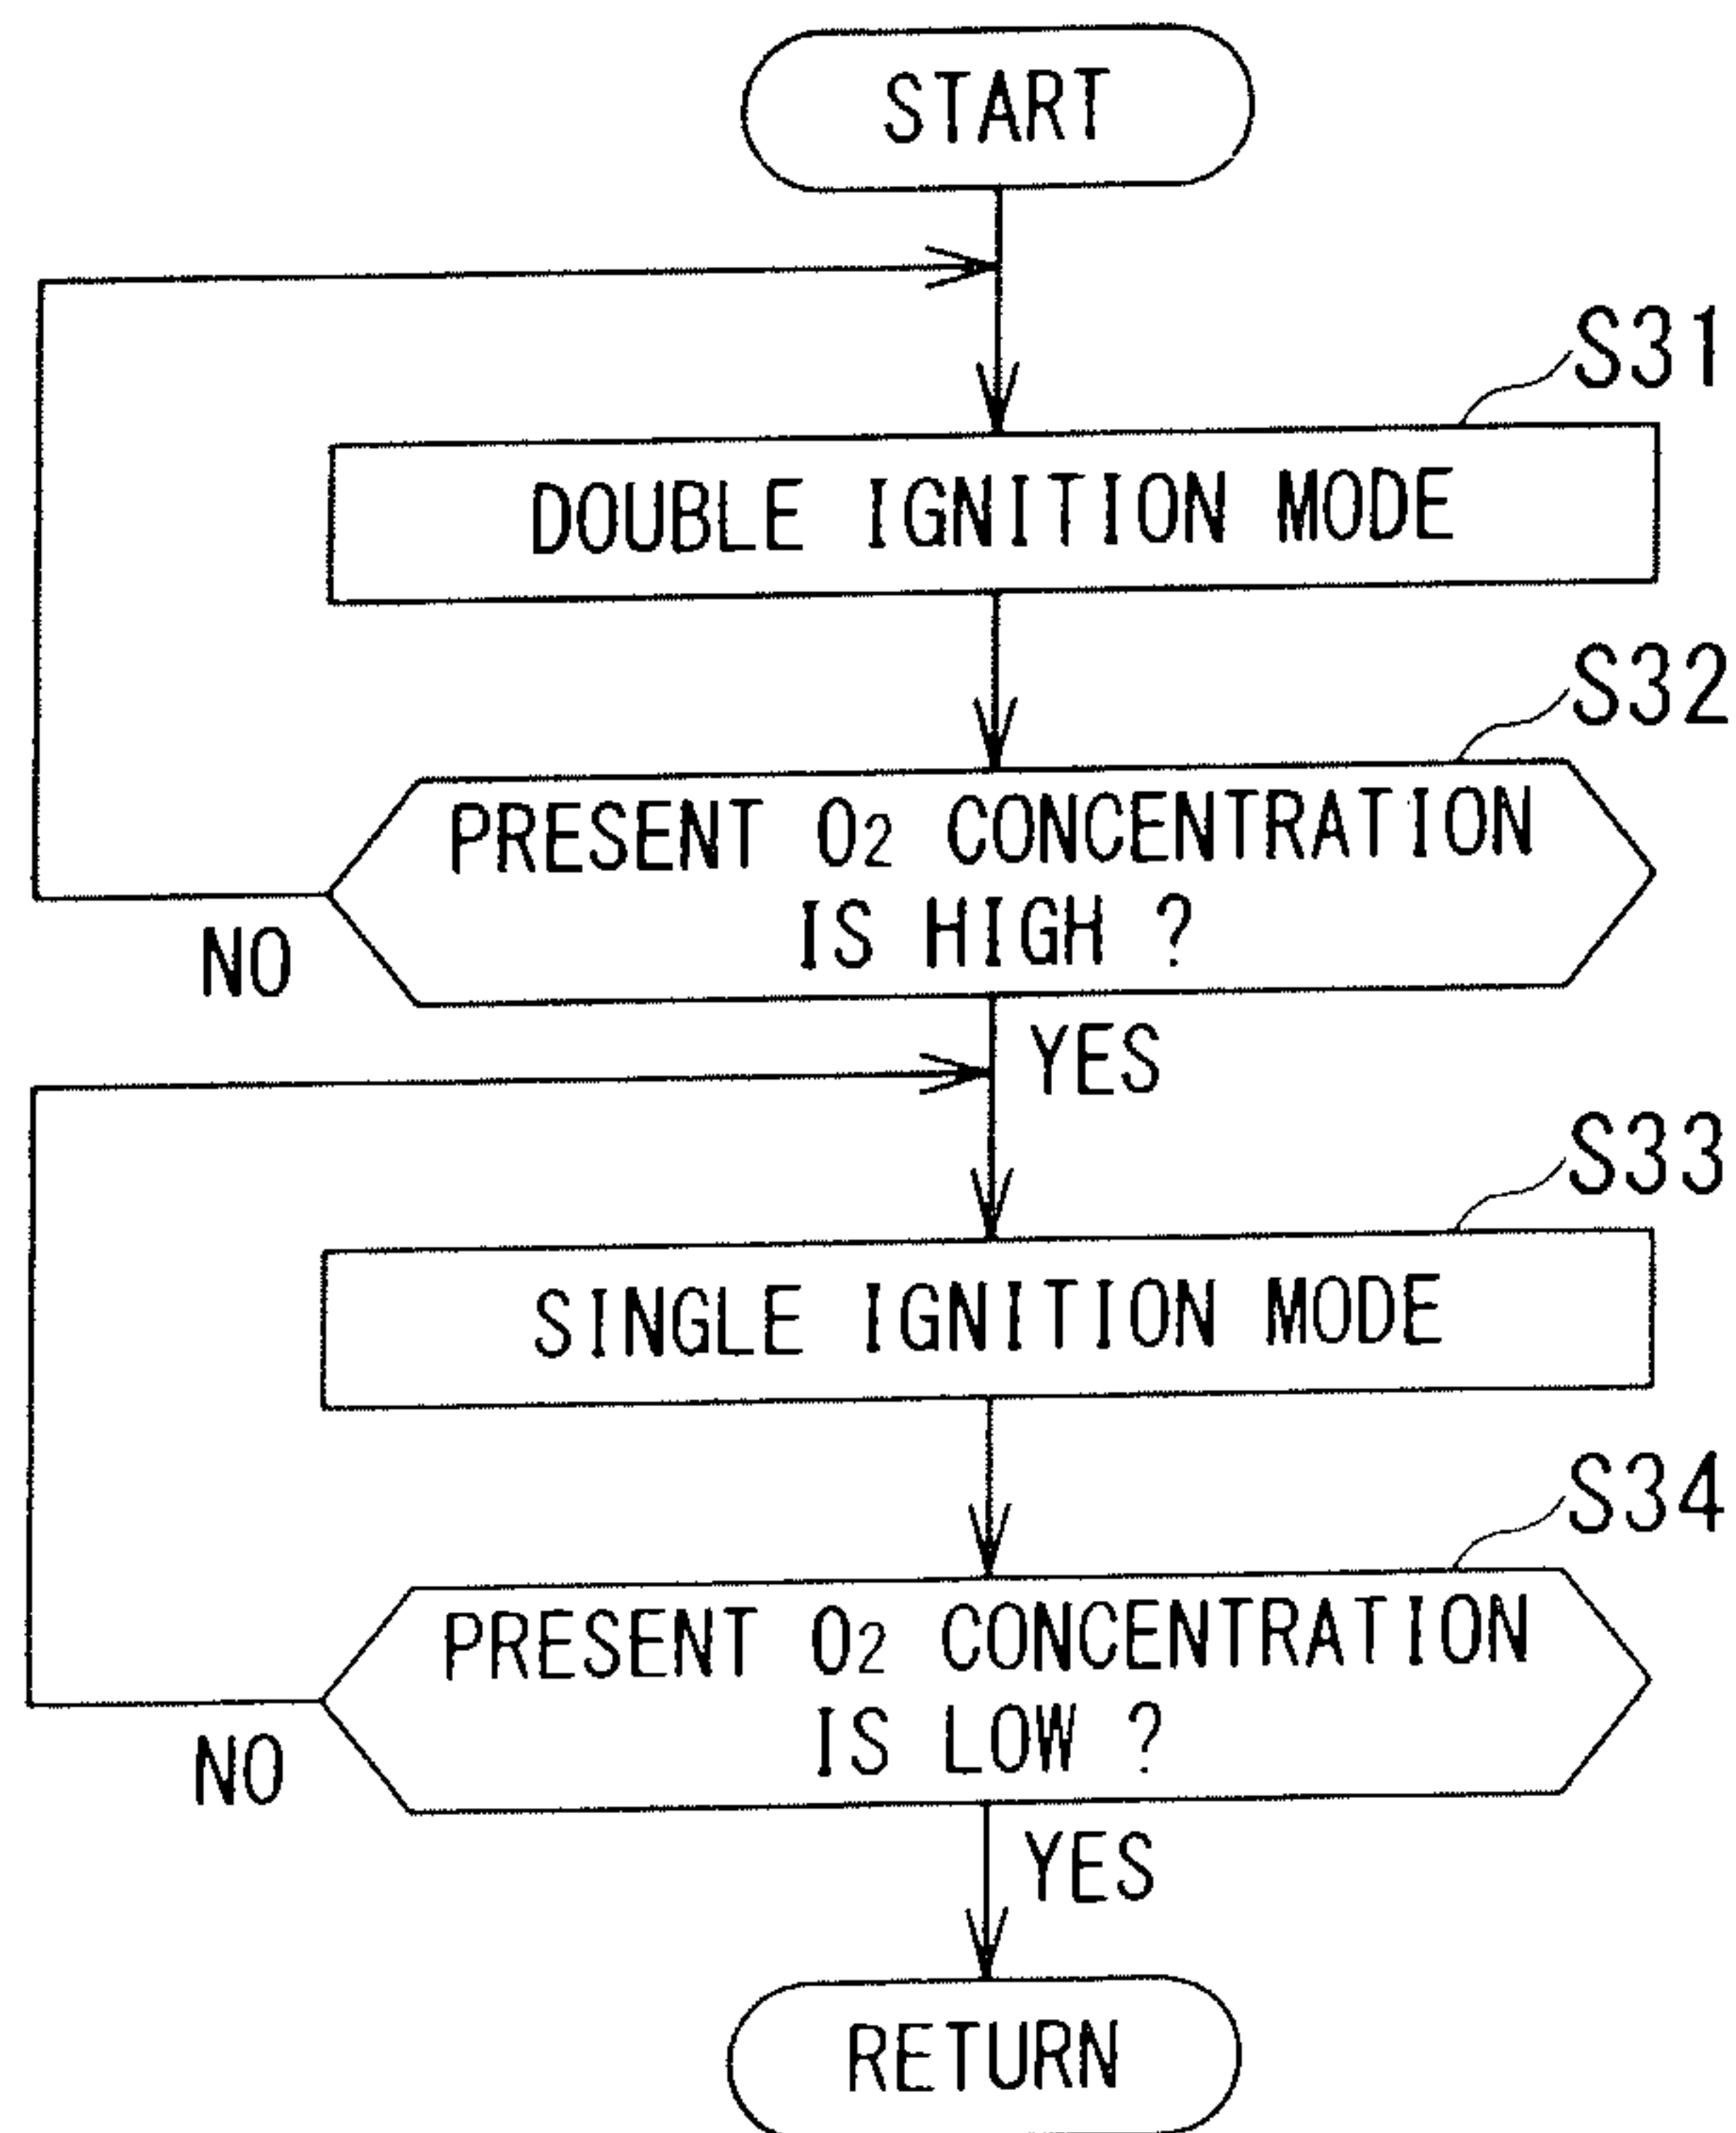 START
S31
DOUBLE IGNITION MODE
S32
PRESENT O2 CONCENTRATION
IS HIGH ?
NO
YES
S33
SINGLE IGNITION MODE
S34
PRESENT O2 CONCENTRATION
IS LOW ?
NO
YES
RETURN